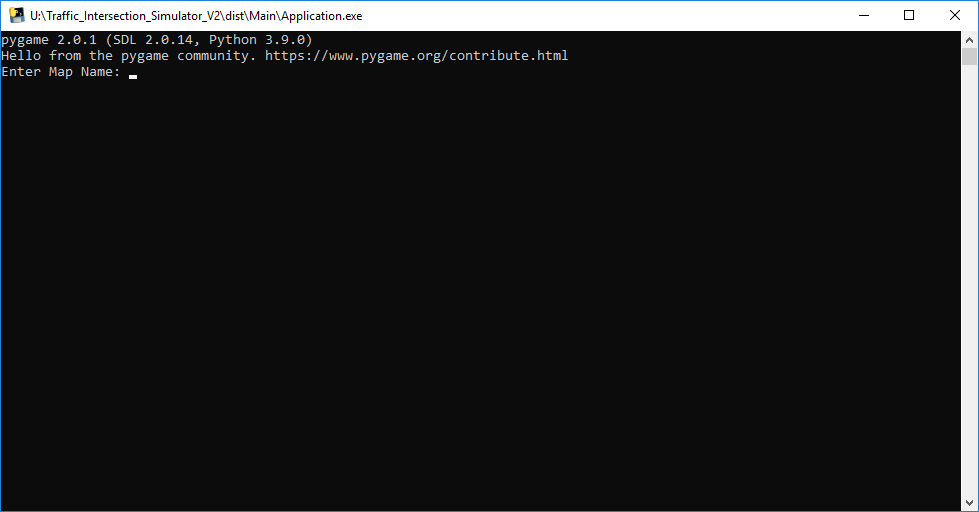 U:\Traffic_Intersection_Simulator_V2\dist\Main\Application.exe
pygame 2.0.1 (SDL 2.0.14, Python 3.9.0)
Hello from the pygame community. https://www.pygame.org/contribute.html
Enter Map Name: